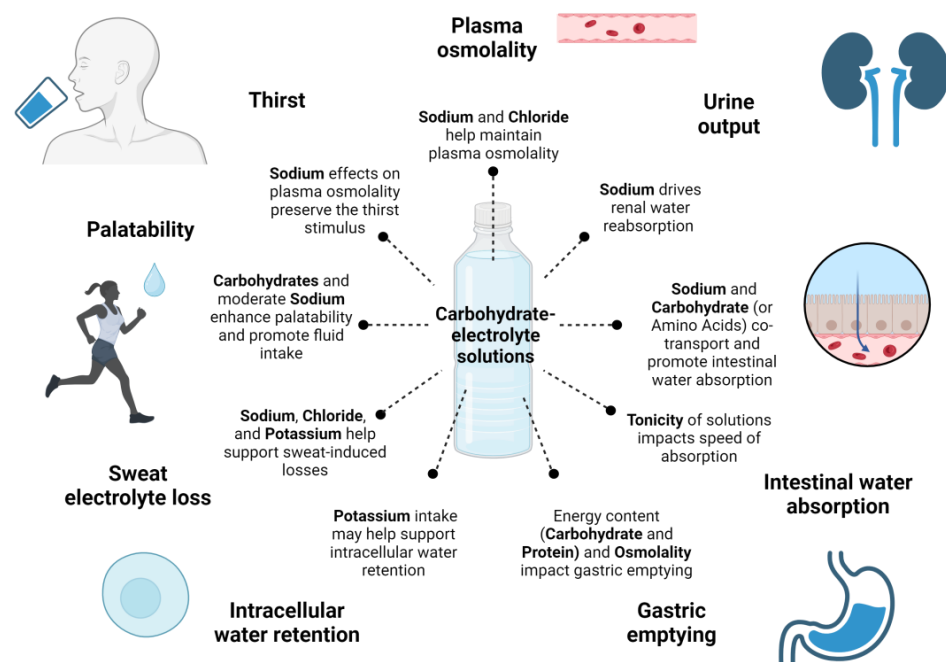 Plasma
osmolality
Thirst
Urine
output
Sodium and Chloride
help maintain
plasma osmolality
Sodium effects on
plasma osmolality
preserve the thirst
stimulus
Sodium drives
renal water
reabsorption
Palatability
Carbohydrates and
moderate Sodium
enhance palatability
and promote fluid
intake
Carbohydrate-
electrolyte
solutions
Sodium and
Carbohydrate (or
Amino Acids) co-
transport and
promote intestinal
water absorption
Sodium, Chloride,
and Potassium help
support sweat-induced
losses
Tonicity of solutions
impacts speed of
absorption
Sweat
electrolyte loss
Intestinal water
absorption
Potassium intake
may help support
intracellular water
retention
Energy content
(Carbohydrate and
Protein) and Osmolality
impact gastric emptying
Intracellular
water retention
Gastric
emptying